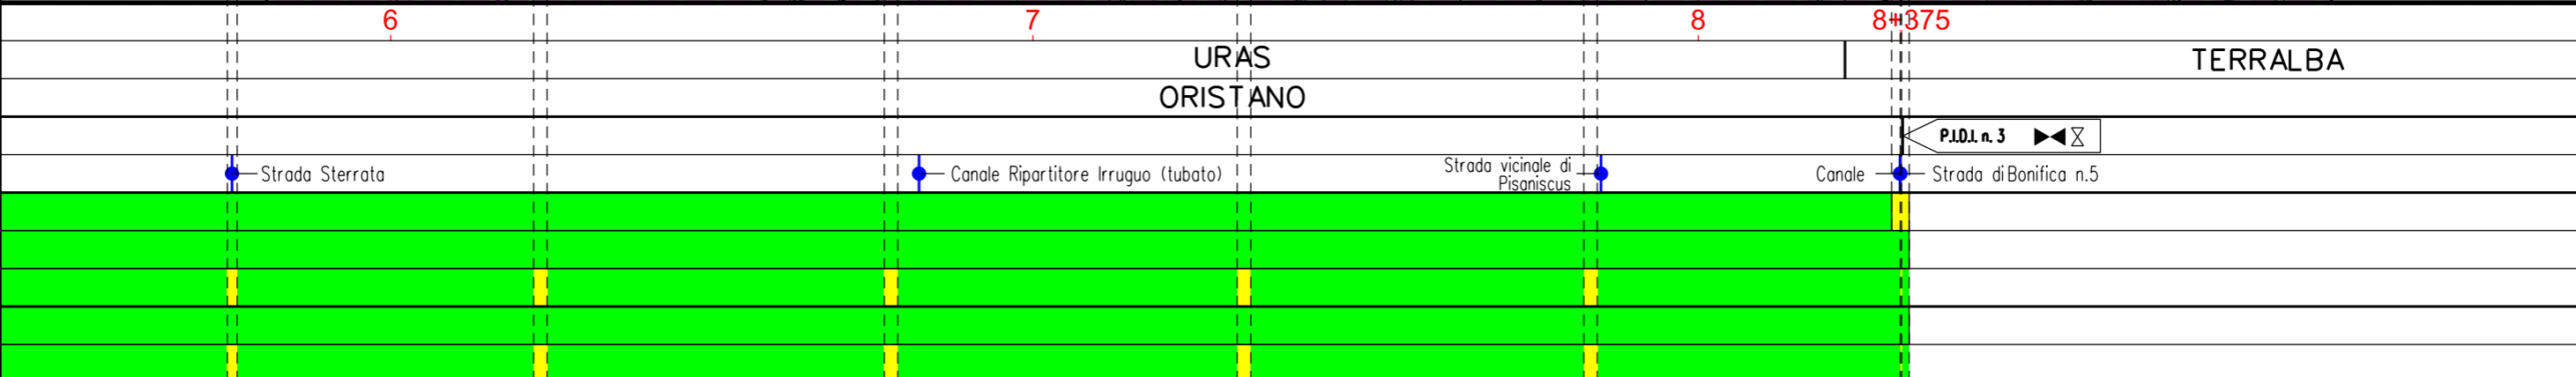 6 7 8 8+375
URAS TERRALBA
ORISTANO
P.I.D.I. n. 3
Strada Sterrata Canale Ripartitore Irruguo (tubato) Strada vicinale di Canale Strada di Bonifica n.5
Pisaniscus